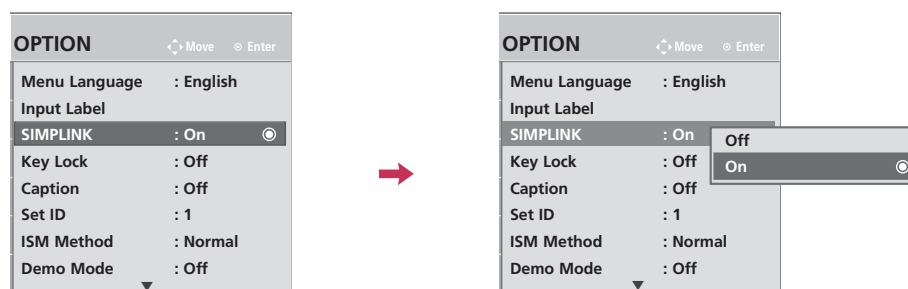 OPTION Move Enter
Menu Language : English
Input Label
SIMPLINK : On
Key Lock : Off
Caption : Off
Set ID : 1
ISM Method : Normal
Demo Mode : Off
OPTION Move Enter
Menu Language : English
Input Label
SIMPLINK : On
Key Lock : Off
Caption : Off
Set ID : 1
ISM Method : Normal
Demo Mode : Off
Off
On